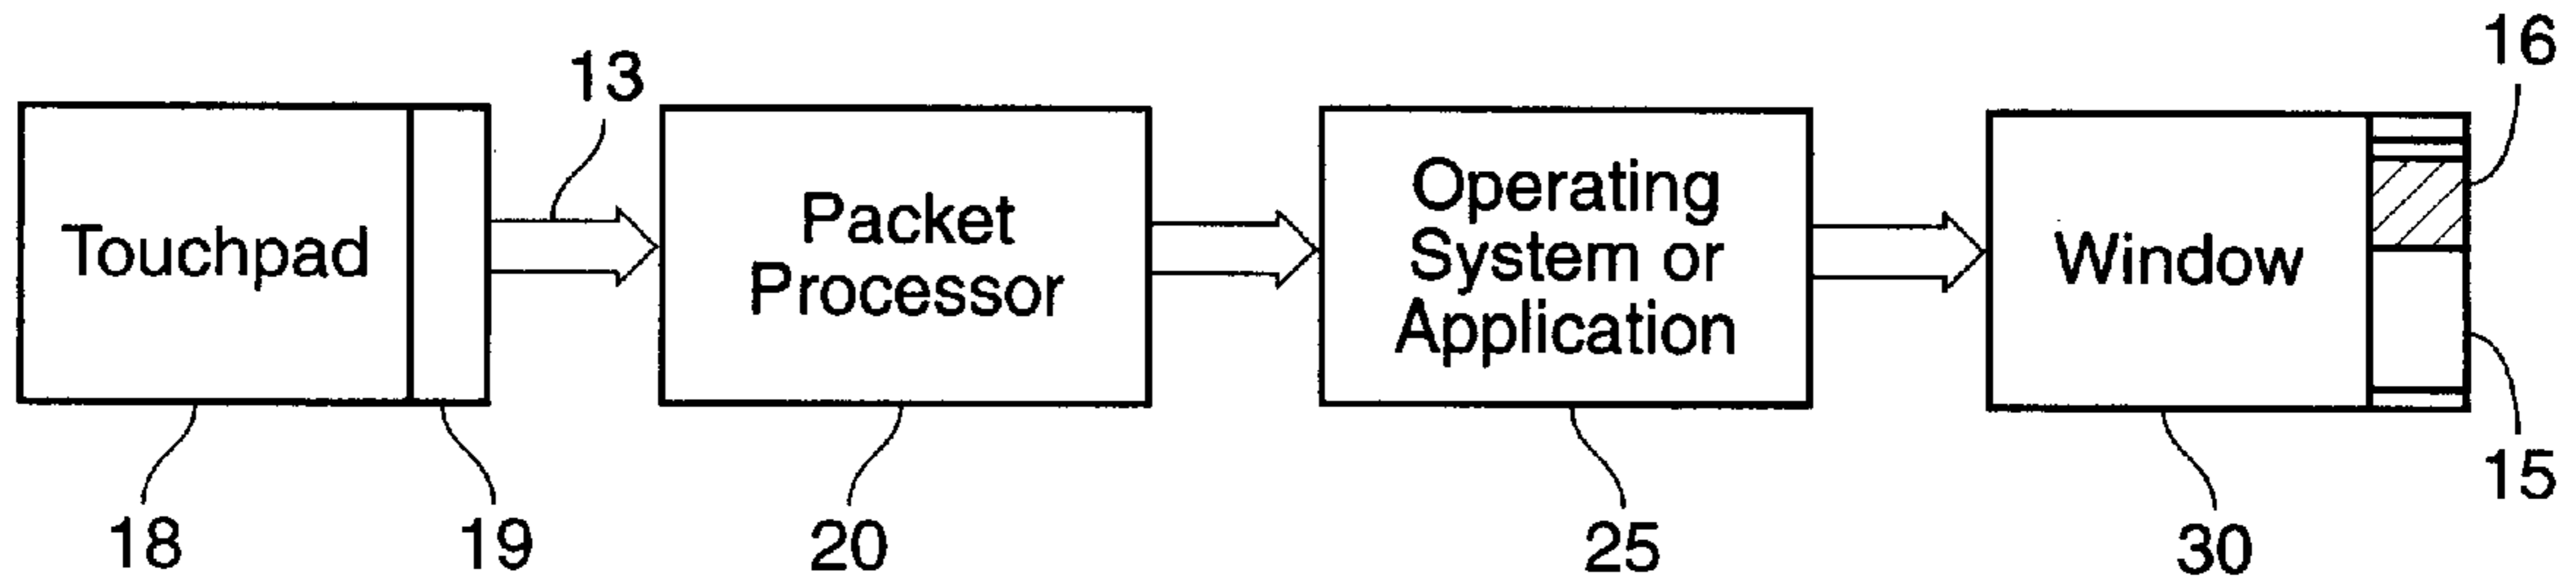 16
13
Touchpad
Packet
Processor
Operating
System or
Application
Window
15
18
19
20
25
30